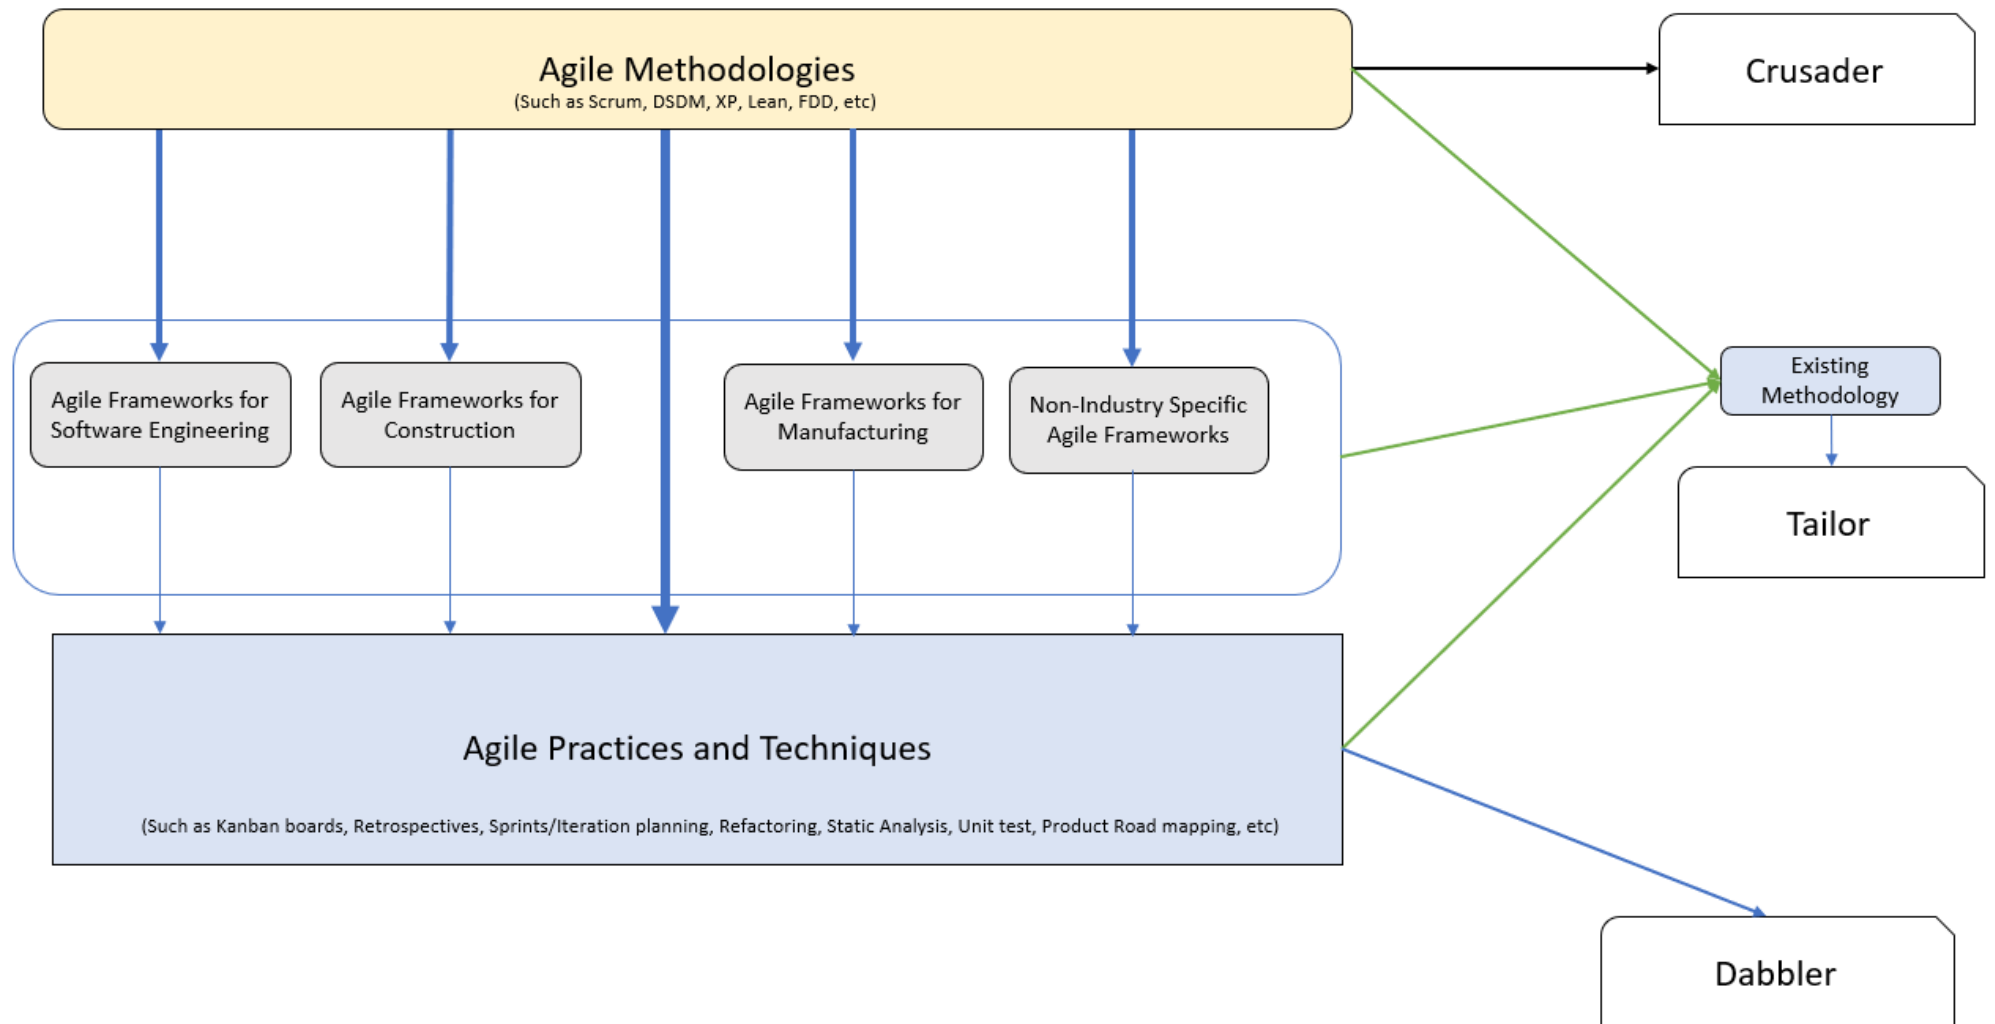 Agile Methodologies
(Such as Scrum, DSDM, XP, Lean, FDD, etc)
Crusader
Agile Frameworks for
Software Engineering
Agile Frameworks for
Construction
Agile Frameworks for
Manufacturing
Non-Industry Specific
Agile Frameworks
Existing
Methodology
Tailor
Agile Practices and Techniques
(Such as Kanban boards, Retrospectives, Sprints/Iteration planning, Refactoring, Static Analysis, Unit test, Product Road mapping, etc)
Dabbler